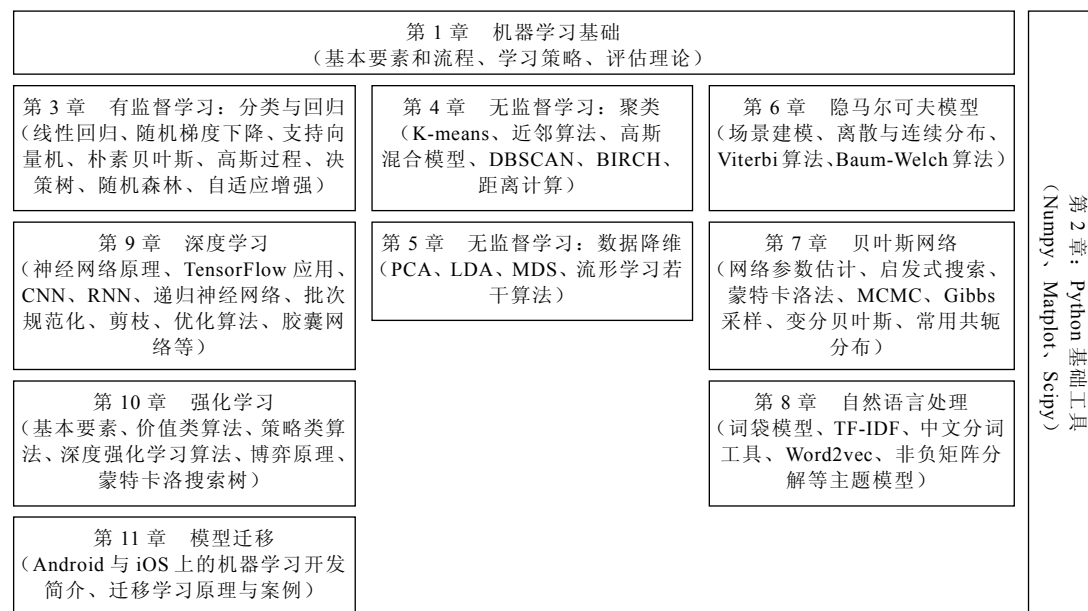 第 1 章 机器学习基础
（基本要素和流程、学习策略、评估理论）
第 3 章 有监督学习：分类与回归
（线性回归、随机梯度下降、支持向
量机、朴素贝叶斯、高斯过程、决
策树、随机森林、自适应增强）
第 4 章 无监督学习：聚类
（K-means、近邻算法、高斯
混合模型、DBSCAN、BIRCH、
距离计算）
第 6 章 隐马尔可夫模型
（场景建模、离散与连续分布、
Viterbi 算法、Baum-Welch 算法）
第 9 章 深度学习
（神经网络原理、TensorFlow 应用、
CNN、RNN、递归神经网络、批次
规范化、剪枝、优化算法、胶囊网
络等）
第 5 章 无监督学习：数据降维
（PCA、LDA、MDS、流形学习若
干算法）
第 7 章 贝叶斯网络
（网络参数估计、启发式搜索、
蒙特卡洛法、MCMC、Gibbs
采样、变分贝叶斯、常用共轭
分布）
第 10 章 强化学习
（基本要素、价值类算法、策略类算
法、深度强化学习算法、博弈原理、
蒙特卡洛搜索树）
第 8 章 自然语言处理
（词袋模型、TF-IDF、中文分词
工具、Word2vec、非负矩阵分
解等主题模型）
第 11 章 模型迁移
（Android 与 iOS 上的机器学习开发
简介、迁移学习原理与案例）
第 2 章：Python 基础工具
（Numpy、Matplot、Scipy）